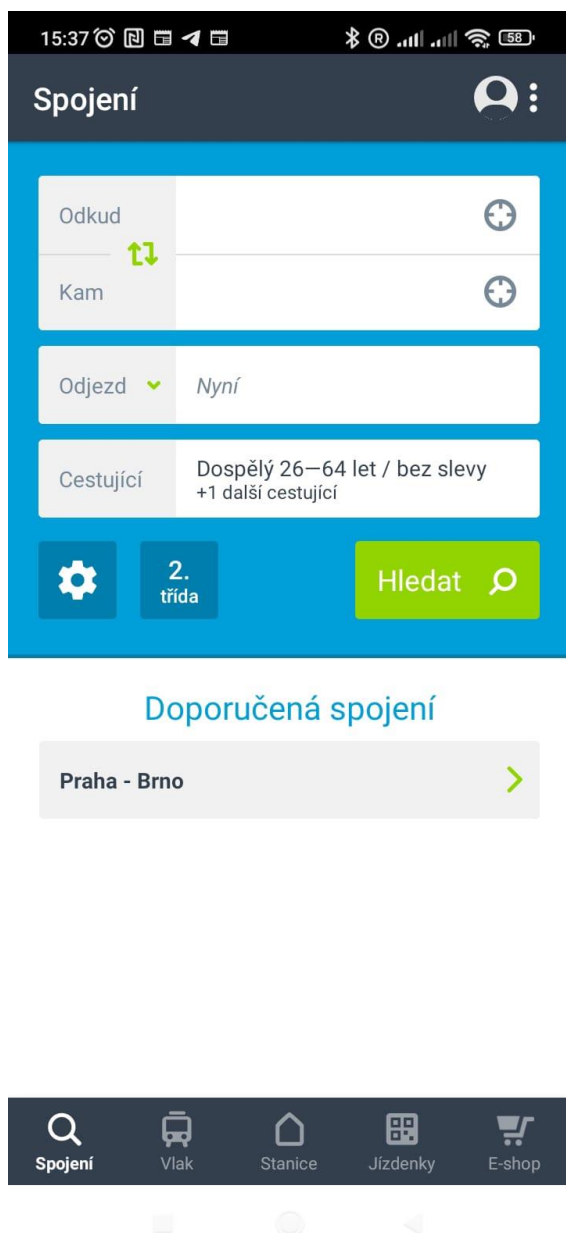 15:37 58
Spojení
Odkud
Kam
Odjezd Nyní
Cestující Dospělý 26–64 let / bez slevy
+1 další cestující
2.
třída
Hledat
Doporučená spojení
Praha - Brno
Spojení Vlak Stanice Jízdenky E-shop